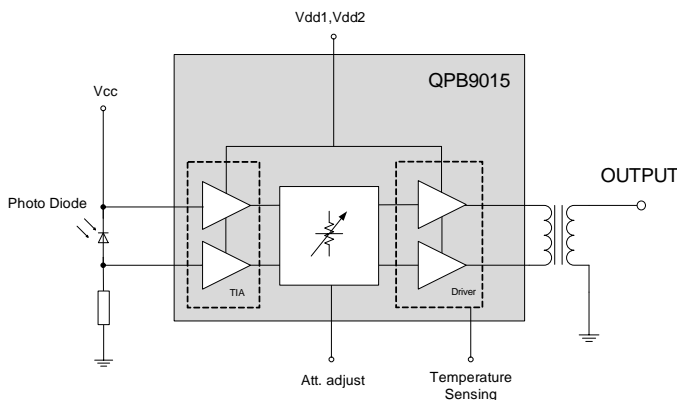 Vdd1,Vdd2
QPB9015
Vcc
OUTPUT
Photo Diode
TIA
Driver
Att. adjust
Temperature
Sensing